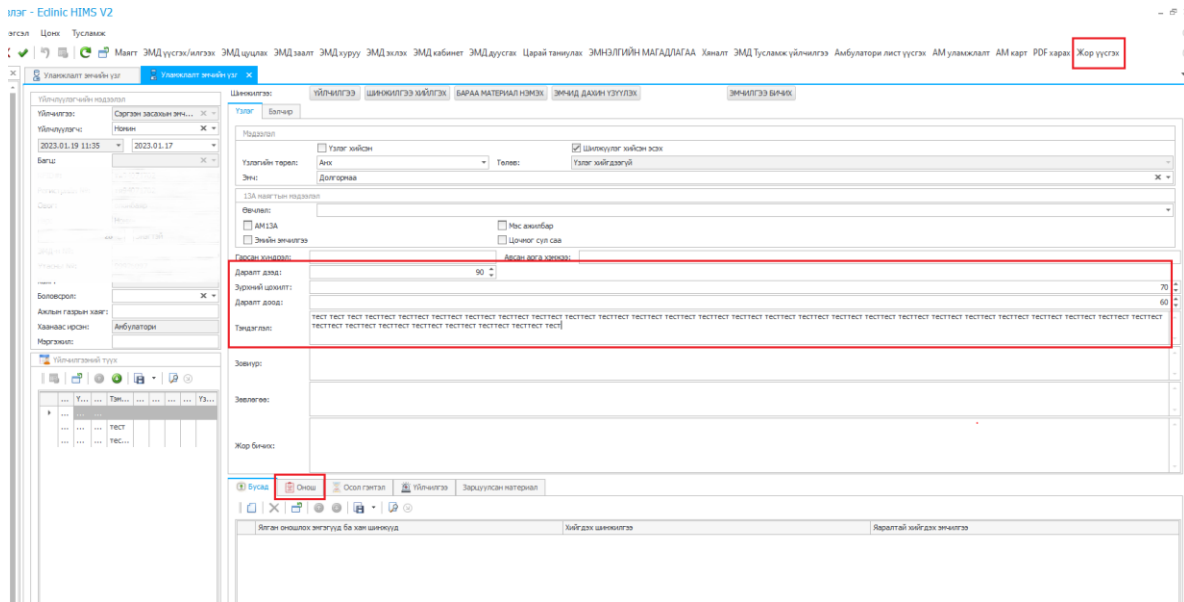 элэг - Eclinic HIMS V2
эгсэл Цонх Тусламж
Маягт ЭМД үүсгэх/илгээх ЭМД цуцлах ЭМД заалт ЭМД хуруу ЭМД эхлэх ЭМД кабинет ЭМД дуусгах Царай таниулах ЭМНЭЛГИЙН МАГАДЛАГАА Хяналт ЭМД Тусламж үйлчилгээ Амбулатори лист үүсгэх АМ уламжлалт АМ карт PDF харах Жор үүсгэх
Уламжлалт эмчийн үзлэг Уламжлалт эмчийн үзлэг
Үйлчлүүлэгчийн мэдээлэл
Үйлчилгээ: Сэргээн засахын эмч...
Үйлчлүүлэгч: Номин
2023.01.19 11:35 2023.01.17
Багц:
Боловсрол:
Ажлын газрын хаяг:
Хаанаас ирсэн: Амбулатори
Мэргэжил:
Үйлчилгээний түүх
... Ү... ... Тэм... ... ... ... ... Үз...
... ... ...
... ... ... тест
... ... ... тес...
Шинжилгээ: ҮЙЛЧИЛГЭЭ ШИНЖИЛГЭЭ ХИЙЛГЭХ БАРАА МАТЕРИАЛ НЭМЭХ ЭМЧИД ДАХИН ҮЗҮҮЛЭХ ЭМЧИЛГЭЭ БИЧИХ
Үзлэг Бэлчир
Мэдээлэл
Үзлэг хийсэн Шилжүүлэг хийсэн эсэх
Үзлэгийн төрөл: Анх Төлөв: Үзлэг хийгдээгүй
Эмч: Долгормаа
13А маягтын мэдээлэл
Өвчлөл:
АМ13А Мэс ажилбар
Эмийн эмчилгээ Цочмог сул саа
Гарсан хүндрэл: Авсан арга хэмжээ:
Даралт дээд: 90
Зүрхний цохилт: 70
Даралт доод: 60
Тэмдэглэл:
тест тест тест тесттест тесттест тесттест тесттест тесттест тесттест тесттест тесттест тесттест тесттест тесттест тесттест тесттест тесттест тесттест тесттест тесттест тесттест тесттест тесттест тесттест тесттест тесттест
тесттест тесттест тесттест тесттест тесттест тесттест тесттест тест
Зовиур:
Зөвлөгөө:
Жор бичих:
Бусад Онош Осол гэмтэл Үйлчилгээ Зарцуулсан материал
Ялган оношлох эмгэгүүд ба хам шинжүүд Хийгдэх шинжилгээ Яаралтай хийгдэх эмчилгээ